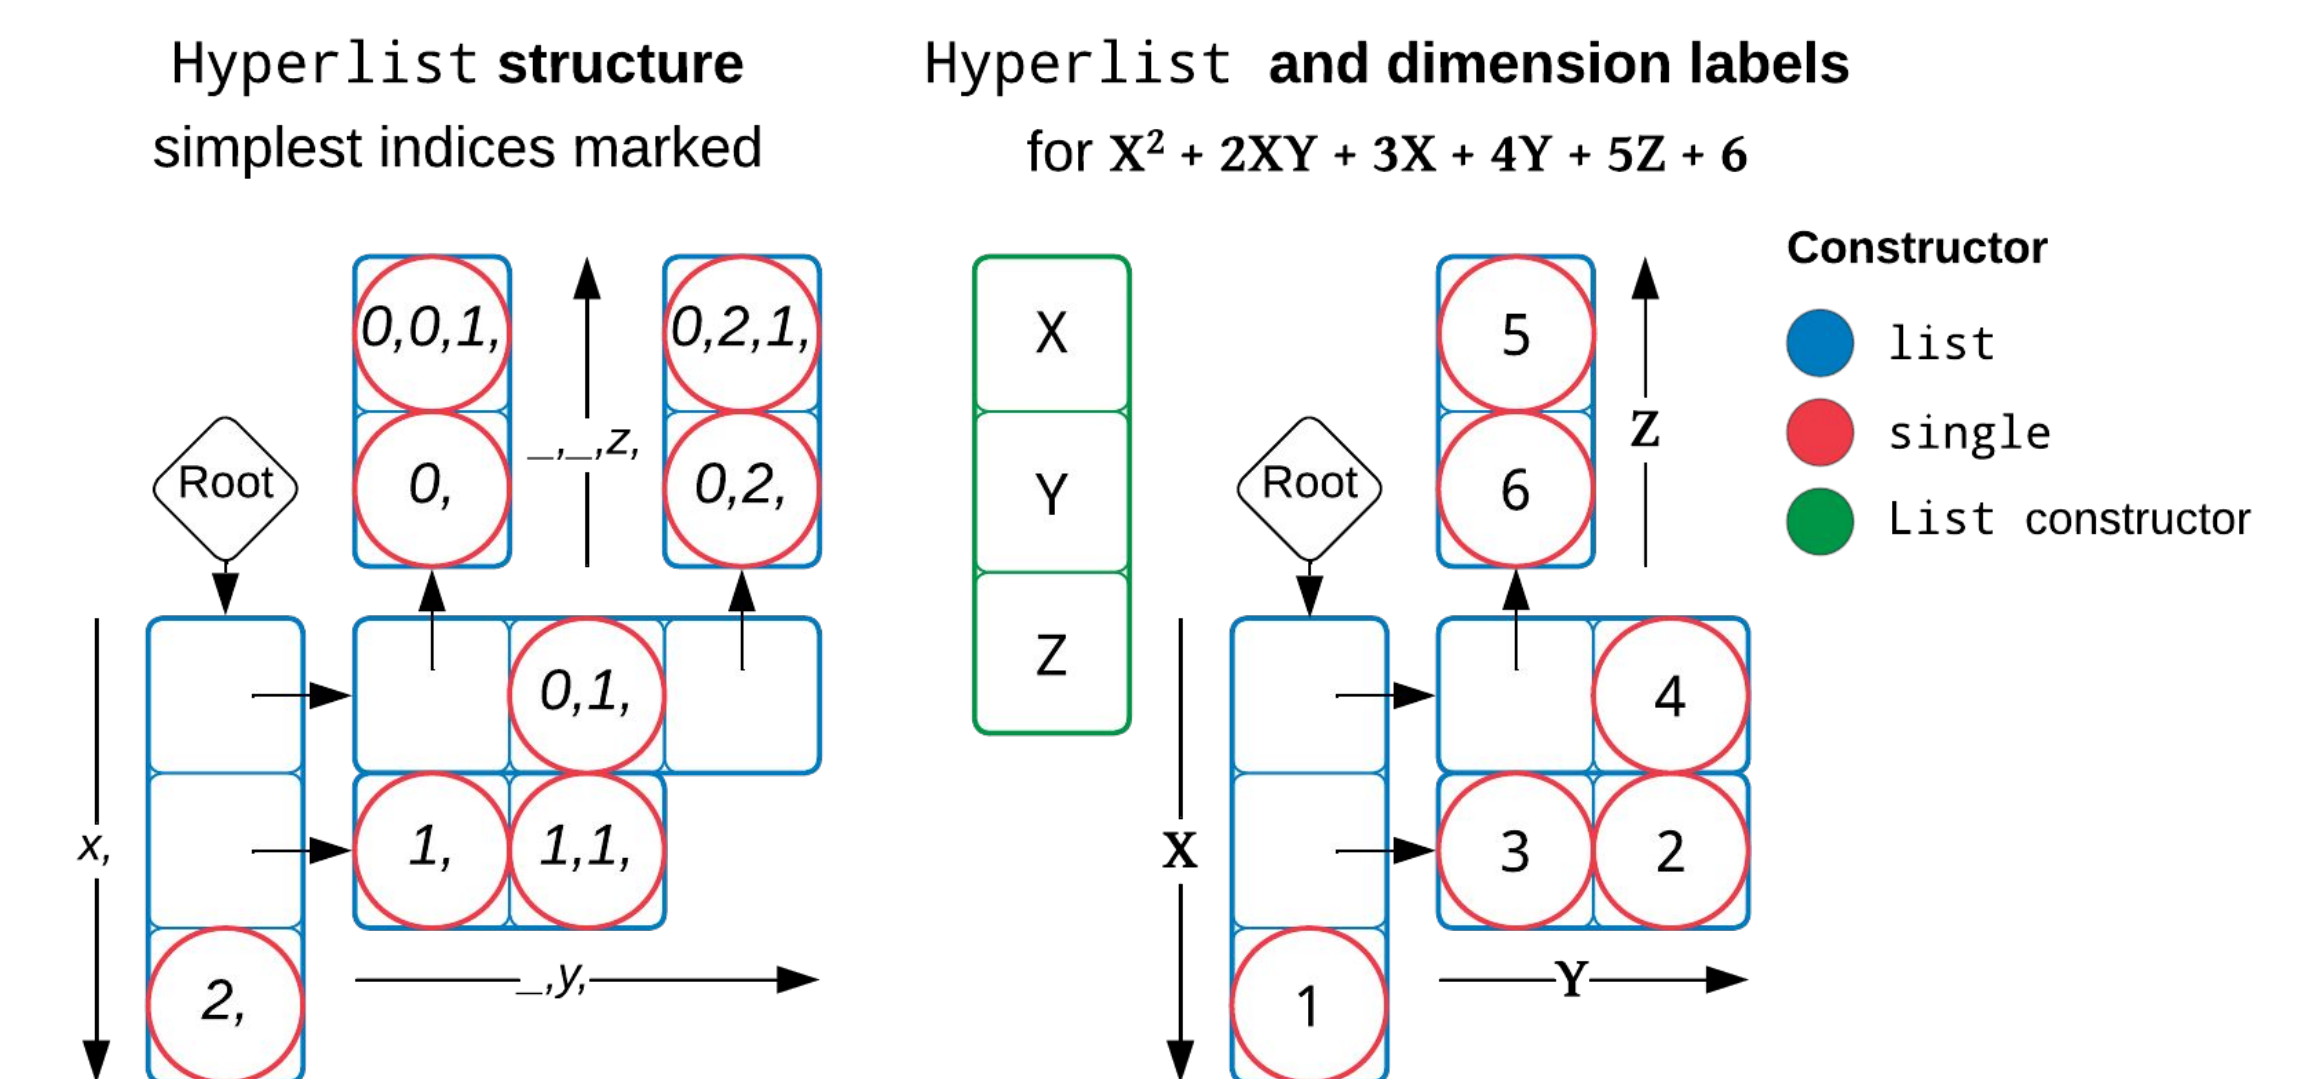 Hyperlist structure
simplest indices marked
0,0,1,
0,2,1,
_,_,z,
0,
0,2,
Root
0,1,
x,
1,
1,1,
2,
_,y,
Hyperlist and dimension labels
for X² + 2XY + 3X + 4Y + 5Z + 6
X
Y
Z
5
Z
6
Root
4
X
3
2
1
Y
Constructor
list
single
List constructor